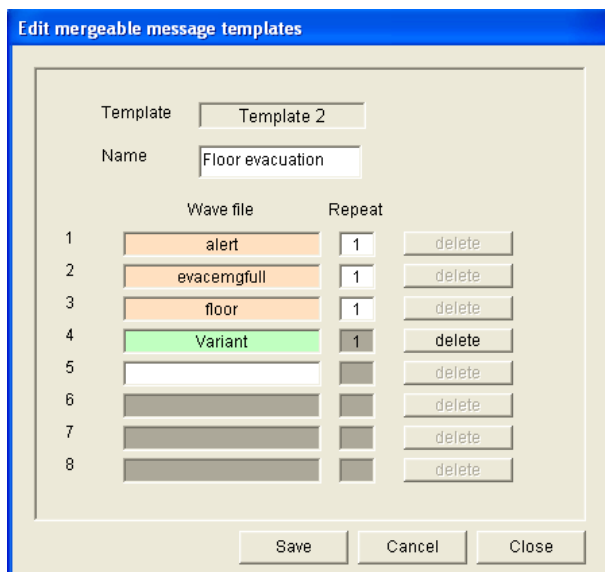 Edit mergeable message templates
Template Template 2
Name Floor evacuation
Wave file Repeat
1 alert 1 delete
2 evacemgfull 1 delete
3 floor 1 delete
4 Variant 1 delete
5 delete
6 delete
7 delete
8 delete
Save Cancel Close